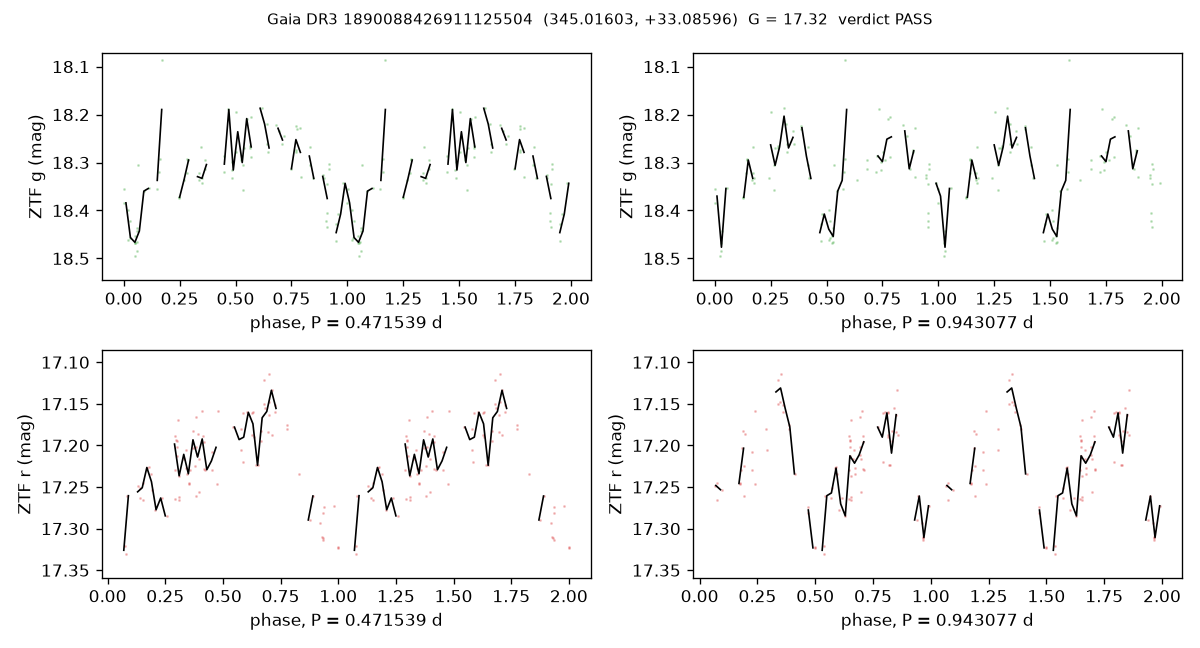 Gaia DR3 1890088426911125504 (345.01603, +33.08596) G = 17.32 verdict PASS
18.1
18.2
18.3
18.4
18.5
ZTF g (mag)
0.00 0.25 0.50 0.75 1.00 1.25 1.50 1.75 2.00
phase, P = 0.471539 d
18.1
18.2
18.3
18.4
18.5
ZTF g (mag)
0.00 0.25 0.50 0.75 1.00 1.25 1.50 1.75 2.00
phase, P = 0.943077 d
17.10
17.15
17.20
17.25
17.30
17.35
ZTF r (mag)
0.00 0.25 0.50 0.75 1.00 1.25 1.50 1.75 2.00
phase, P = 0.471539 d
17.10
17.15
17.20
17.25
17.30
17.35
ZTF r (mag)
0.00 0.25 0.50 0.75 1.00 1.25 1.50 1.75 2.00
phase, P = 0.943077 d